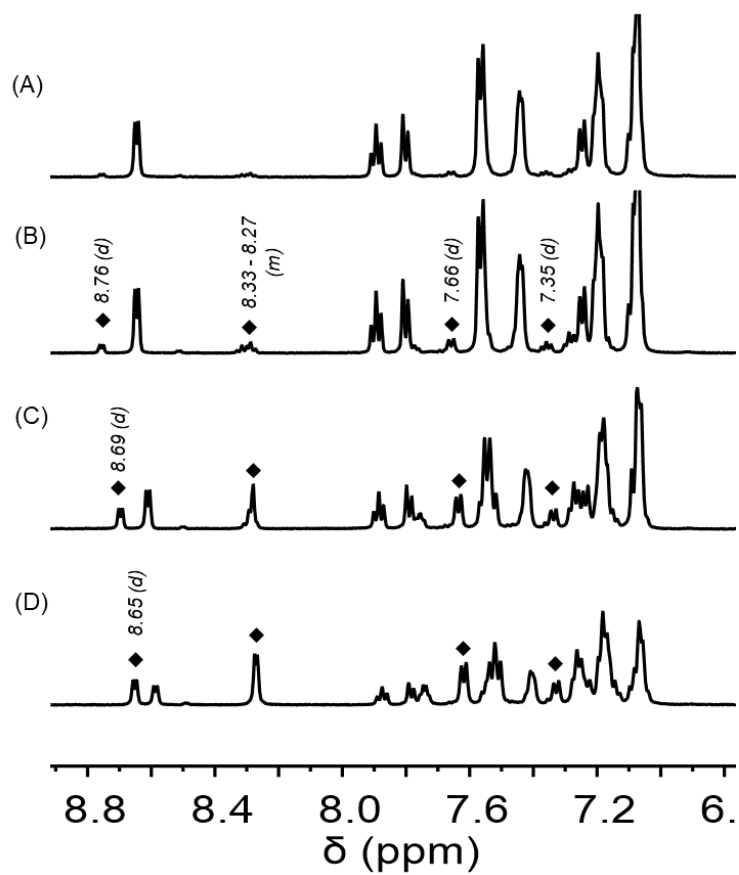 (A)
(B)
8.76 (d)
8.33 - 8.27
(m)
7.66 (d)
7.35 (d)
(C)
8.69 (d)
(D)
8.65 (d)
8.8 8.4 8.0 7.6 7.2 6.
δ (ppm)